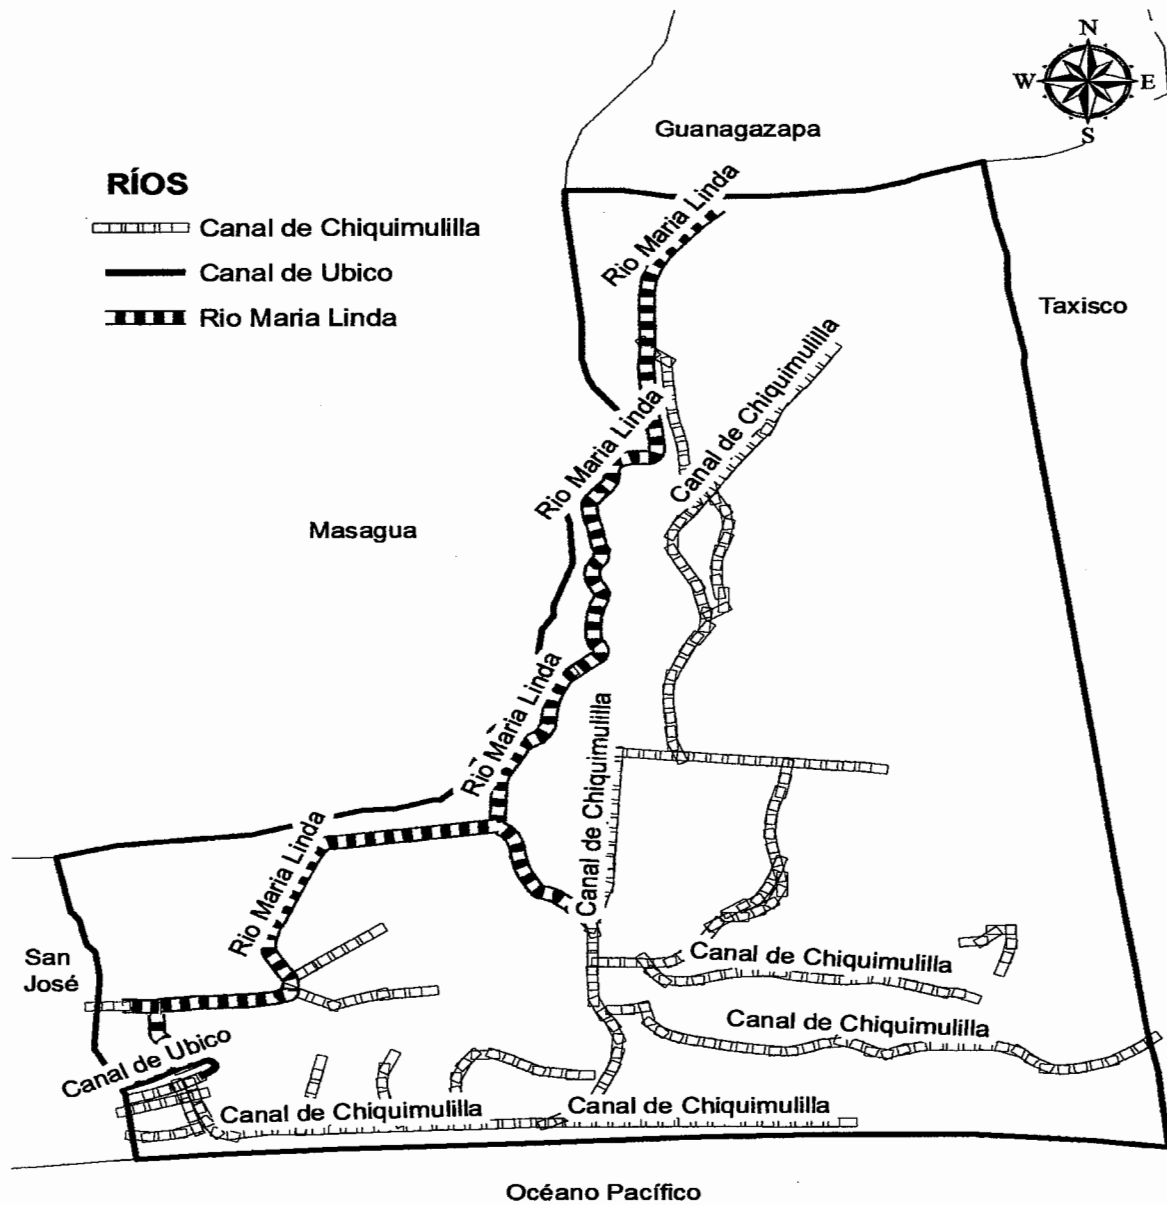 N
W E
S
Guanagazapa
RÍOS
Canal de Chiquimulilla
Canal de Ubico
Rio Maria Linda
Rio Maria Linda
Taxisco
Canal de Chiquimulilla
Rio Maria Linda
Masagua
Rio Maria Linda
Canal de Chiquimulilla
Rio Maria Linda
San
José
Canal de Chiquimulilla
Canal de Chiquimulilla
Canal de Ubico
Canal de Chiquimulilla
Canal de Chiquimulilla
Océano Pacífico